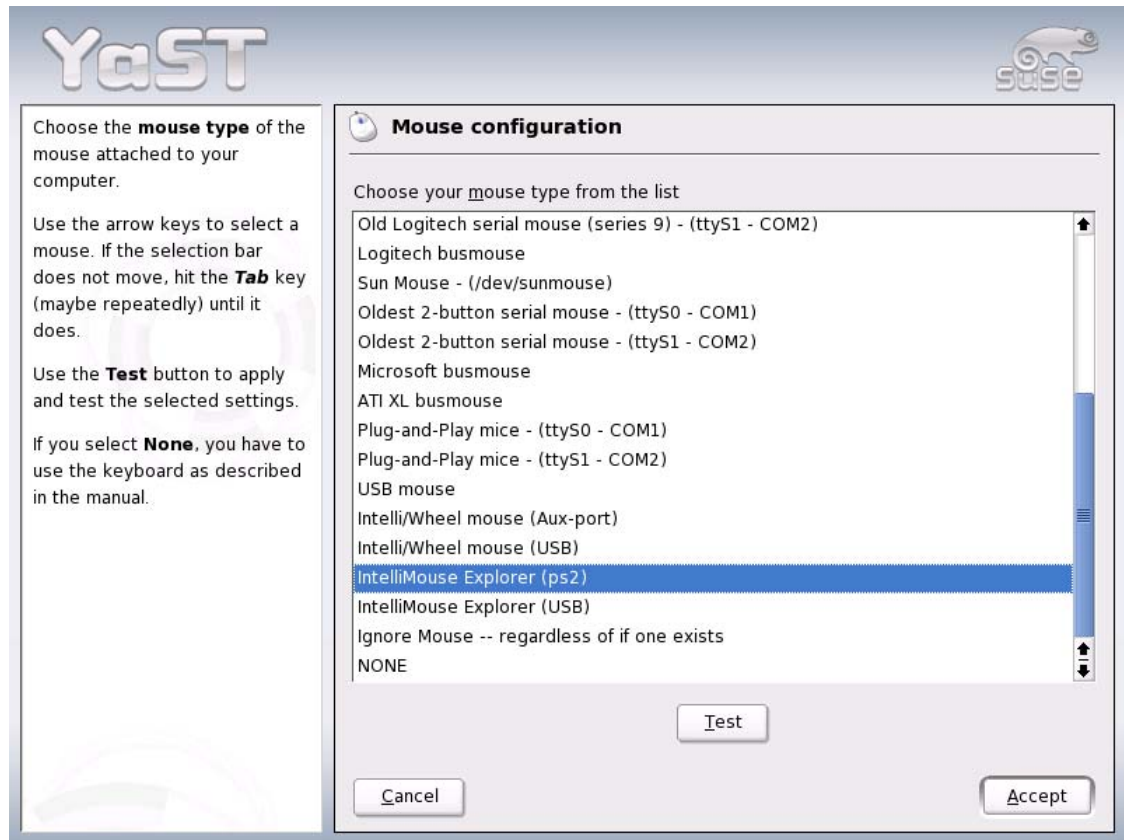 YaST
SUSE
Choose the mouse type of the
mouse attached to your
computer.
Use the arrow keys to select a
mouse. If the selection bar
does not move, hit the Tab key
(maybe repeatedly) until it
does.
Use the Test button to apply
and test the selected settings.
If you select None, you have to
use the keyboard as described
in the manual.
Mouse configuration
Choose your mouse type from the list
Old Logitech serial mouse (series 9) - (ttyS1 - COM2)
Logitech busmouse
Sun Mouse - (/dev/sunmouse)
Oldest 2-button serial mouse - (ttyS0 - COM1)
Oldest 2-button serial mouse - (ttyS1 - COM2)
Microsoft busmouse
ATI XL busmouse
Plug-and-Play mice - (ttyS0 - COM1)
Plug-and-Play mice - (ttyS1 - COM2)
USB mouse
Intelli/Wheel mouse (Aux-port)
Intelli/Wheel mouse (USB)
IntelliMouse Explorer (ps2)
IntelliMouse Explorer (USB)
Ignore Mouse -- regardless of if one exists
NONE
Test
Cancel
Accept